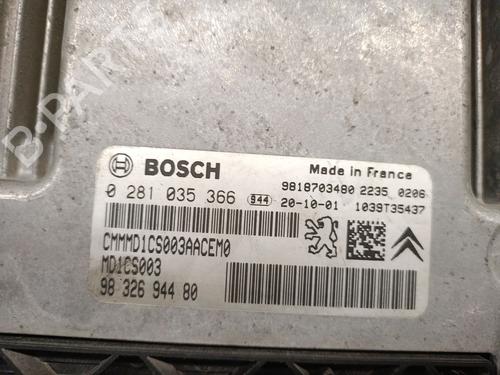 B-PARTS
BOSCH
Made in France
0 281 035 366
944
9818703480 2235 0206
20-10-01 1039T35437
CMMMD1CS003AACEM0
MD1CS003
98 326 944 80